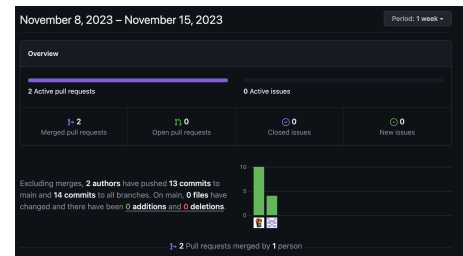 November 8, 2023 – November 15, 2023
Period: 1 week
Overview
2 Active pull requests
0 Active issues
2
Merged pull requests
0
Open pull requests
0
Closed issues
0
New issues
Excluding merges, 2 authors have pushed 13 commits to
main and 14 commits to all branches. On main, 0 files have
changed and there have been 0 additions and 0 deletions.
10
5
0
2 Pull requests merged by 1 person